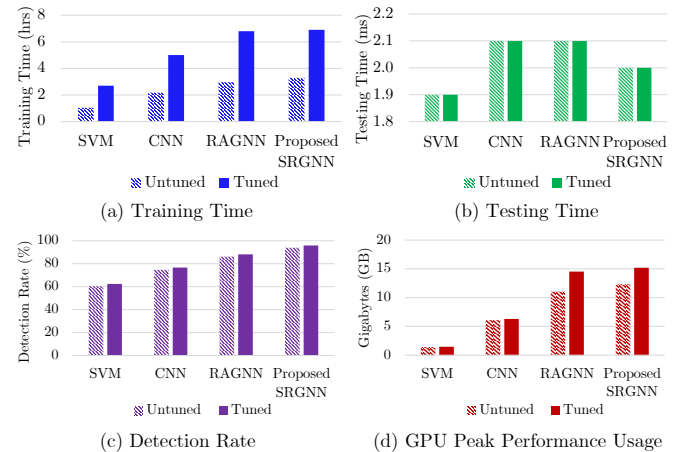 Training Time (hrs)
8
6
4
2
0
SVM
CNN
RAGNN
Proposed
SRGNN
Untuned
Tuned
(a) Training Time
Testing Time (ms)
2.2
2.1
2.0
1.9
1.8
SVM
CNN
RAGNN
Proposed
SRGNN
Untuned
Tuned
(b) Testing Time
Detection Rate (%)
100
80
60
40
20
0
SVM
CNN
RAGNN
Proposed
SRGNN
Untuned
Tuned
(c) Detection Rate
Gigabytes (GB)
20
15
10
5
0
SVM
CNN
RAGNN
Proposed
SRGNN
Untuned
Tuned
(d) GPU Peak Performance Usage